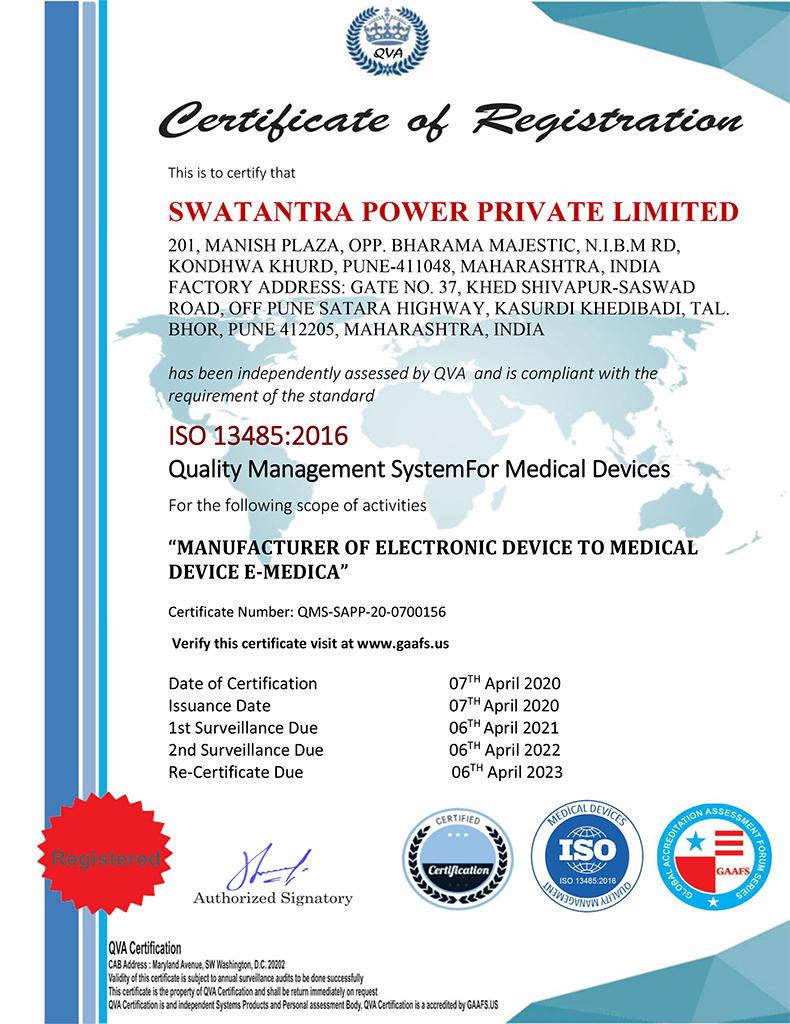 QVA
Certificate of Registration
This is to certify that
SWATANTRA POWER PRIVATE LIMITED
201, MANISH PLAZA, OPP. BHARAMA MAJESTIC, N.I.B.M RD,
KONDHWA KHURD, PUNE-411048, MAHARASHTRA, INDIA
FACTORY ADDRESS: GATE NO. 37, KHED SHIVAPUR-SASWAD
ROAD, OFF PUNE SATARA HIGHWAY, KASURDI KHEDIBADI, TAL.
BHOR, PUNE 412205, MAHARASHTRA, INDIA
has been independently assessed by QVA and is compliant with the
requirement of the standard
ISO 13485:2016
Quality Management SystemFor Medical Devices
For the following scope of activities
“MANUFACTURER OF ELECTRONIC DEVICE TO MEDICAL
DEVICE E-MEDICA”
Certificate Number: QMS-SAPP-20-0700156
Verify this certificate visit at www.gaafs.us
Date of Certification 07TH April 2020
Issuance Date 07TH April 2020
1st Surveillance Due 06TH April 2021
2nd Surveillance Due 06TH April 2022
Re-Certificate Due 06TH April 2023
Registered
Authorized Signatory
CERTIFIED
Certification
MEDICAL DEVICES
ISO
ISO 13485:2016
QUALITY MANAGEMENT
GLOBAL ACCREDITATION ASSESSMENT FORUM SERIES
GAAFS
QVA Certification
CAB Address : Maryland Avenue, SW Washington, D.C. 20202
Validity of this certificate is subject to annual surveillance audits to be done successfully
This certificate is the property of QVA Certification and shall be return immediately on request
QVA Certification is and independent Systems Products and Personal assessment Body, QVA Certification is a accredited by GAAFS.US